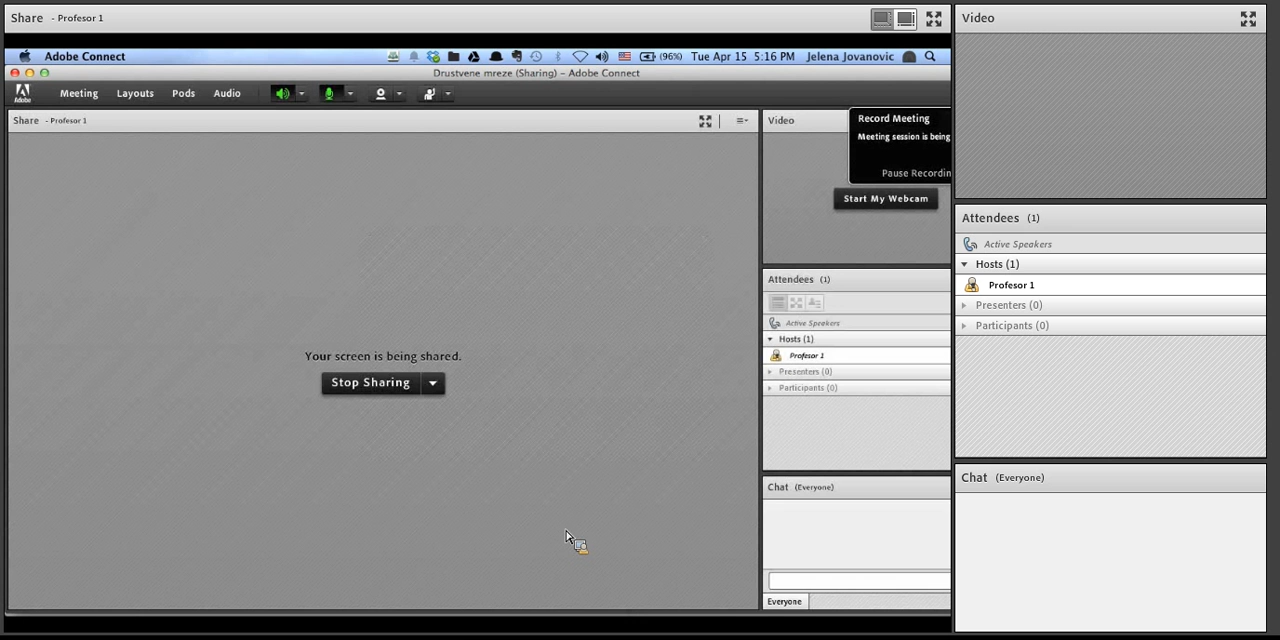 Share - Profesor 1
Adobe Connect
(96%) Tue Apr 15 5:16 PM Jelena Jovanovic
Drustvene mreze (Sharing) - Adobe Connect
Adobe
Meeting Layouts Pods Audio
Share - Profesor 1
Video
Record Meeting
Meeting session is being
Pause Recordin
Start My Webcam
Your screen is being shared.
Stop Sharing
Attendees (1)
Active Speakers
Hosts (1)
Profesor 1
Presenters (0)
Participants (0)
Chat (Everyone)
Everyone
Video
Attendees (1)
Active Speakers
Hosts (1)
Profesor 1
Presenters (0)
Participants (0)
Chat (Everyone)